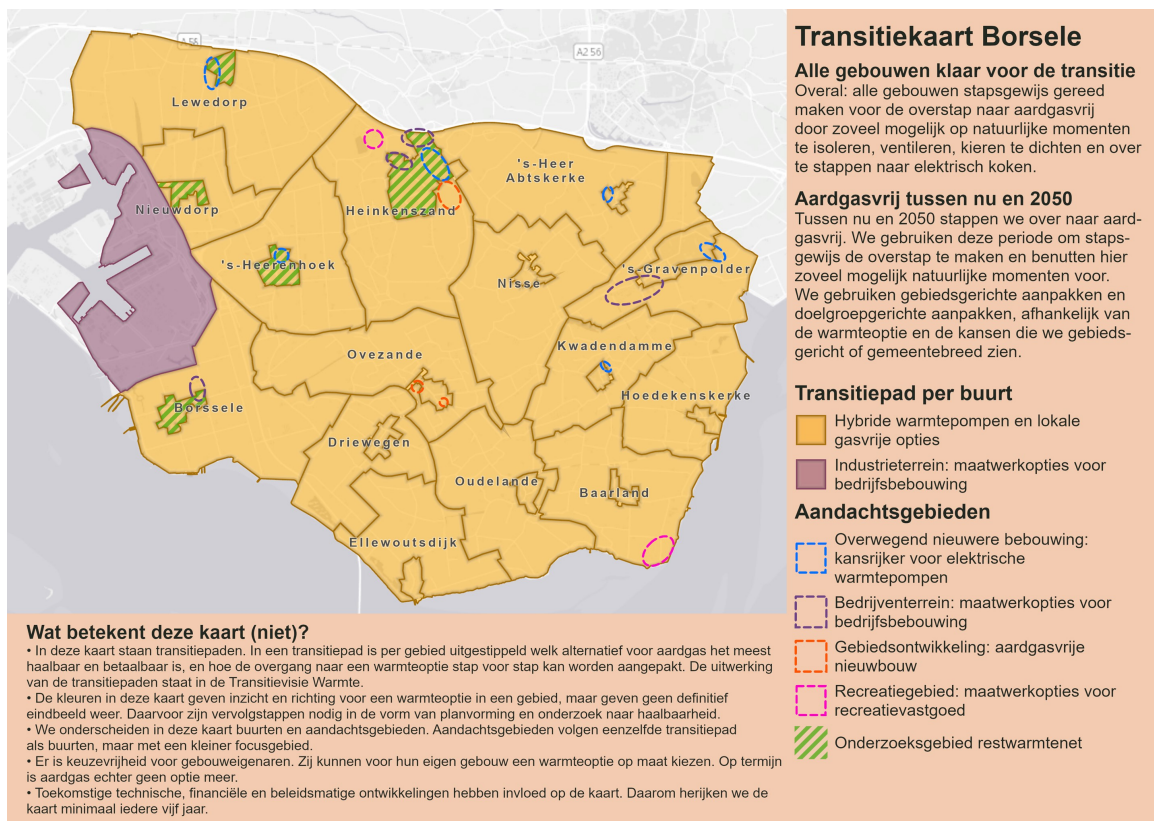 A 58
A2 56
Lewedorp
's-Heer
Abtskerke
Nieuwdorp
Heinkenszand
's-Heerenhoek
Nisse
's-Gravenpolder
Ovezande
Kwadendamme
Borssele
Hoedekenskerke
Driewegen
Oudelande
Baarland
Ellewoutsdijk
Transitiekaart Borsele
Alle gebouwen klaar voor de transitie
Overal: alle gebouwen stapsgewijs gereed
maken voor de overstap naar aardgasvrij
door zoveel mogelijk op natuurlijke momenten
te isoleren, ventileren, kieren te dichten en over
te stappen naar elektrisch koken.
Aardgasvrij tussen nu en 2050
Tussen nu en 2050 stappen we over naar aard-
gasvrij. We gebruiken deze periode om staps-
gewijs de overstap te maken en benutten hier
zoveel mogelijk natuurlijke momenten voor.
We gebruiken gebiedsgerichte aanpakken en
doelgroepgerichte aanpakken, afhankelijk van
de warmteoptie en de kansen die we gebieds-
gericht of gemeentebreed zien.
Transitiepad per buurt
Hybride warmtepompen en lokale
gasvrije opties
Industrieterrein: maatwerkopties voor
bedrijfsbebouwing
Aandachtsgebieden
Overwegend nieuwere bebouwing:
kansrijker voor elektrische
warmtepompen
Bedrijventerrein: maatwerkopties voor
bedrijfsbebouwing
Gebiedsontwikkeling: aardgasvrije
nieuwbouw
Recreatiegebied: maatwerkopties voor
recreatievastgoed
Onderzoeksgebied restwarmtenet
Wat betekent deze kaart (niet)?
• In deze kaart staan transitiepaden. In een transitiepad is per gebied uitgestippeld welk alternatief voor aardgas het meest
haalbaar en betaalbaar is, en hoe de overgang naar een warmteoptie stap voor stap kan worden aangepakt. De uitwerking
van de transitiepaden staat in de Transitievisie Warmte.
• De kleuren in deze kaart geven inzicht en richting voor een warmteoptie in een gebied, maar geven geen definitief
eindbeeld weer. Daarvoor zijn vervolgstappen nodig in de vorm van planvorming en onderzoek naar haalbaarheid.
• We onderscheiden in deze kaart buurten en aandachtsgebieden. Aandachtsgebieden volgen eenzelfde transitiepad
als buurten, maar met een kleiner focusgebied.
• Er is keuzevrijheid voor gebouweigenaren. Zij kunnen voor hun eigen gebouw een warmteoptie op maat kiezen. Op termijn
is aardgas echter geen optie meer.
• Toekomstige technische, financiële en beleidsmatige ontwikkelingen hebben invloed op de kaart. Daarom herijken we de
kaart minimaal iedere vijf jaar.